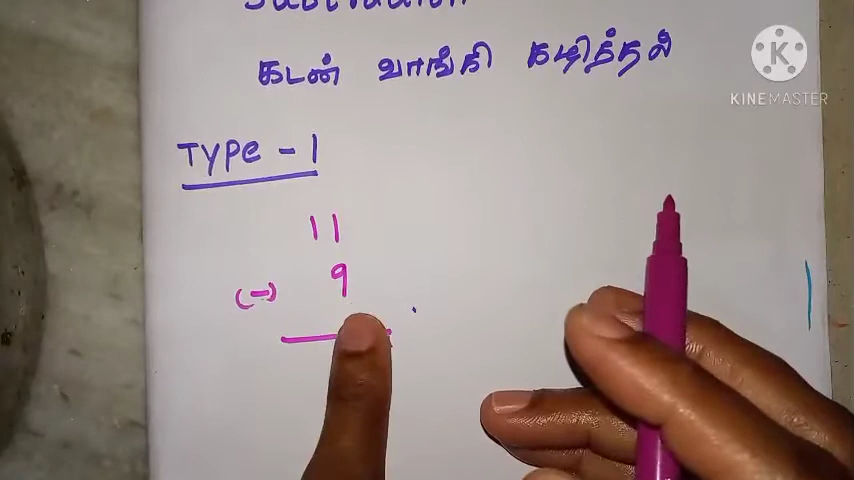 கடன் வாங்கி கழித்தல்
K
KINEMASTER
Type - 1
11
(-) 9